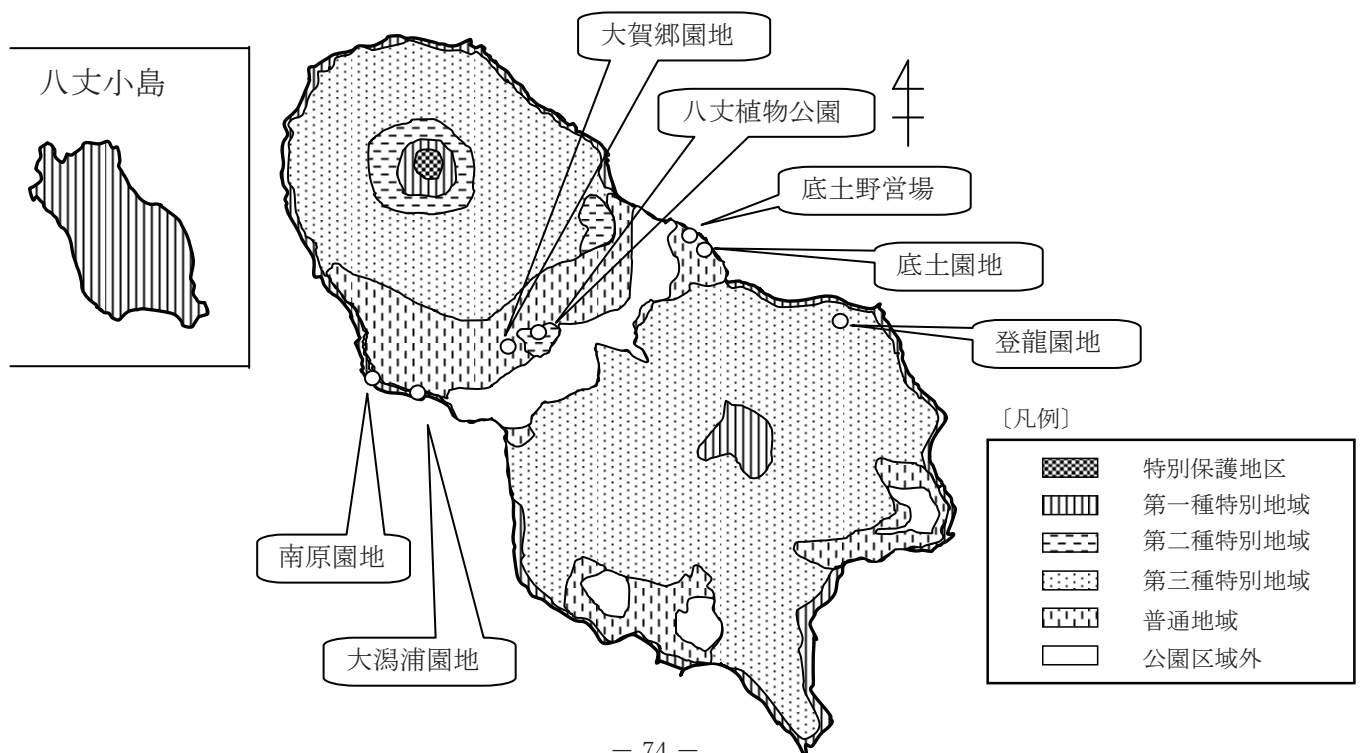 大賀郷園地
八丈小島
八丈植物公園
底土野営場
底土園地
登龍園地
〔凡例〕
特別保護地区
第一種特別地域
第二種特別地域
第三種特別地域
普通地域
公園区域外
南原園地
大潟浦園地
― 74 ―